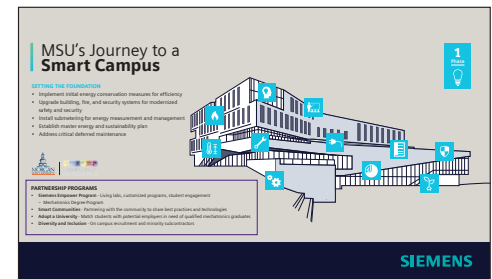 MSU's Journey to a
Smart Campus
1
Phase
SETTING THE FOUNDATION
• Implement initial energy conservation measures for efficiency
• Upgrade building, fire, and security systems for modernized
safety and security
• Install submetering for energy measurement and management
• Establish master energy and sustainability plan
• Address critical deferred maintenance
MORGAN
PARTNERSHIP PROGRAMS
• Siemens Empower Program - Living labs, customized programs, student engagement
– Mechatronics Degree Program
• Smart Communities - Partnering with the community to share best practices and technologies
• Adopt a University - Match students with potential employers in need of qualified mechatronics graduates
• Diversity and Inclusion - On campus recruitment and minority subcontractors
SIEMENS